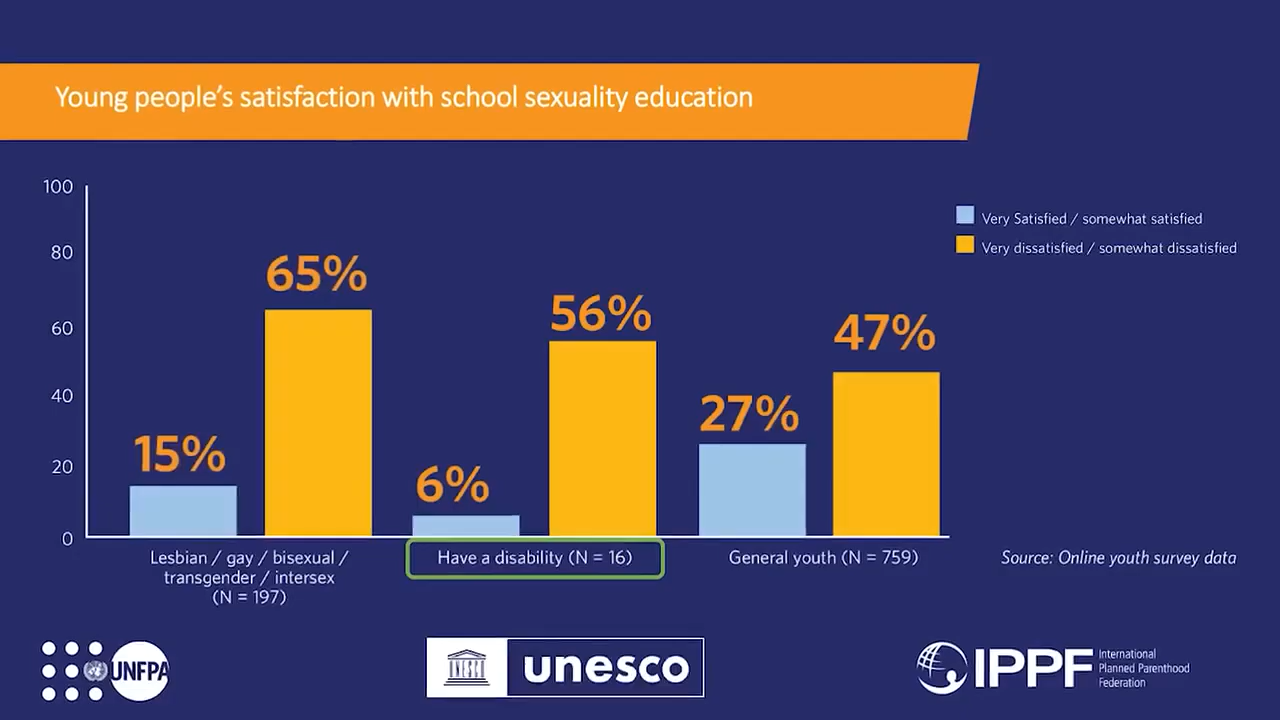 Young people's satisfaction with school sexuality education
100
80
60
40
20
0
15%
65%
6%
56%
27%
47%
Very Satisfied / somewhat satisfied
Very dissatisfied / somewhat dissatisfied
Lesbian / gay / bisexual /
transgender / intersex
(N = 197)
Have a disability (N = 16)
General youth (N = 759)
Source: Online youth survey data
UNFPA
unesco
unesco
IPPF
International
Planned Parenthood
Federation